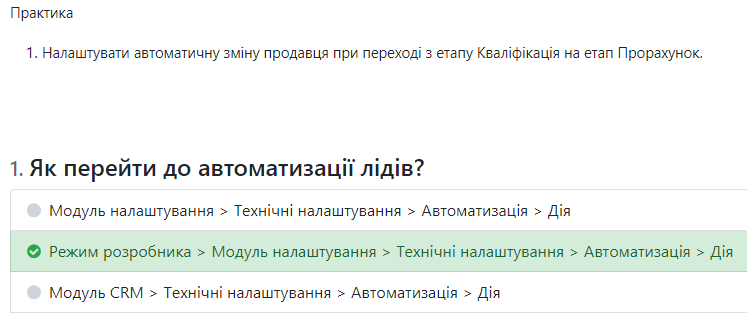 Практика
1. Налаштувати автоматичну зміну продавця при переході з етапу Кваліфікація на етап Прорахунок.
1. Як перейти до автоматизації лідів?
Модуль налаштування > Технічні налаштування > Автоматизація > Дія
Режим розробника > Модуль налаштування > Технічні налаштування > Автоматизація > Дія
Модуль CRM > Технічні налаштування > Автоматизація > Дія